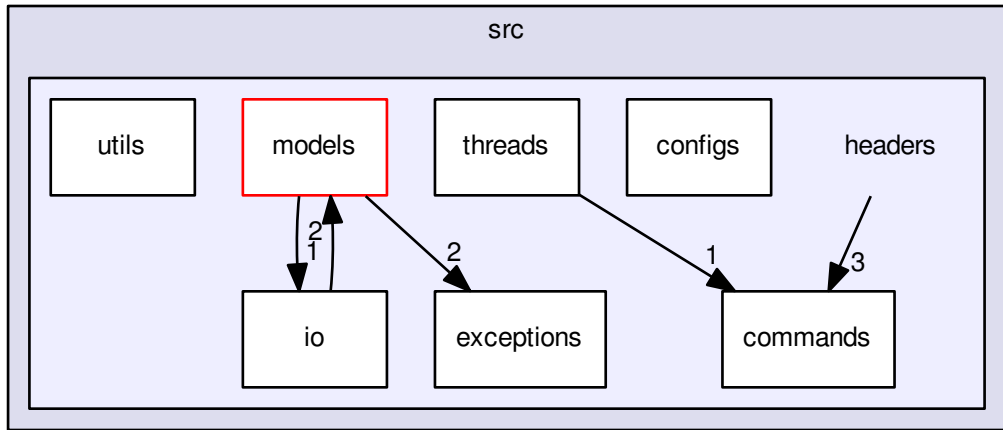 src
utils
models
threads
configs
headers
2
1
2
1
3
io
exceptions
commands